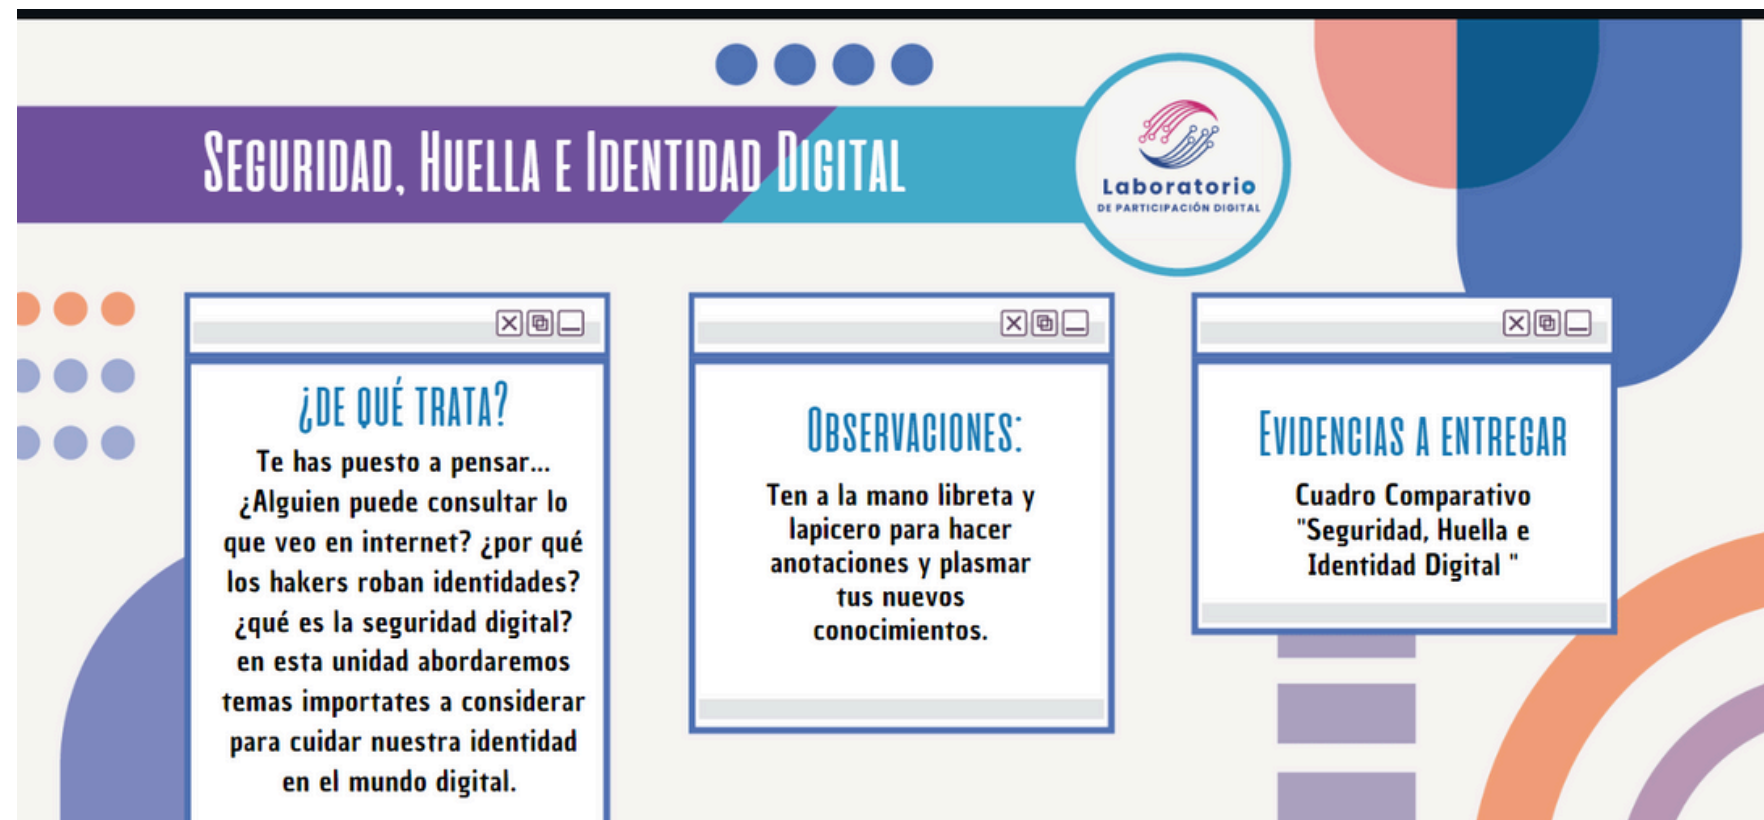 Seguridad, Huella e Identidad Digital
Laboratorio
DE PARTICIPACIÓN DIGITAL
¿de qué trata?
Te has puesto a pensar...
¿Alguien puede consultar lo
que veo en internet? ¿por qué
los hakers roban identidades?
¿qué es la seguridad digital?
en esta unidad abordaremos
temas importates a considerar
para cuidar nuestra identidad
en el mundo digital.
Observaciones:
Ten a la mano libreta y
lapicero para hacer
anotaciones y plasmar
tus nuevos
conocimientos.
Evidencias a entregar
Cuadro Comparativo
"Seguridad, Huella e
Identidad Digital "